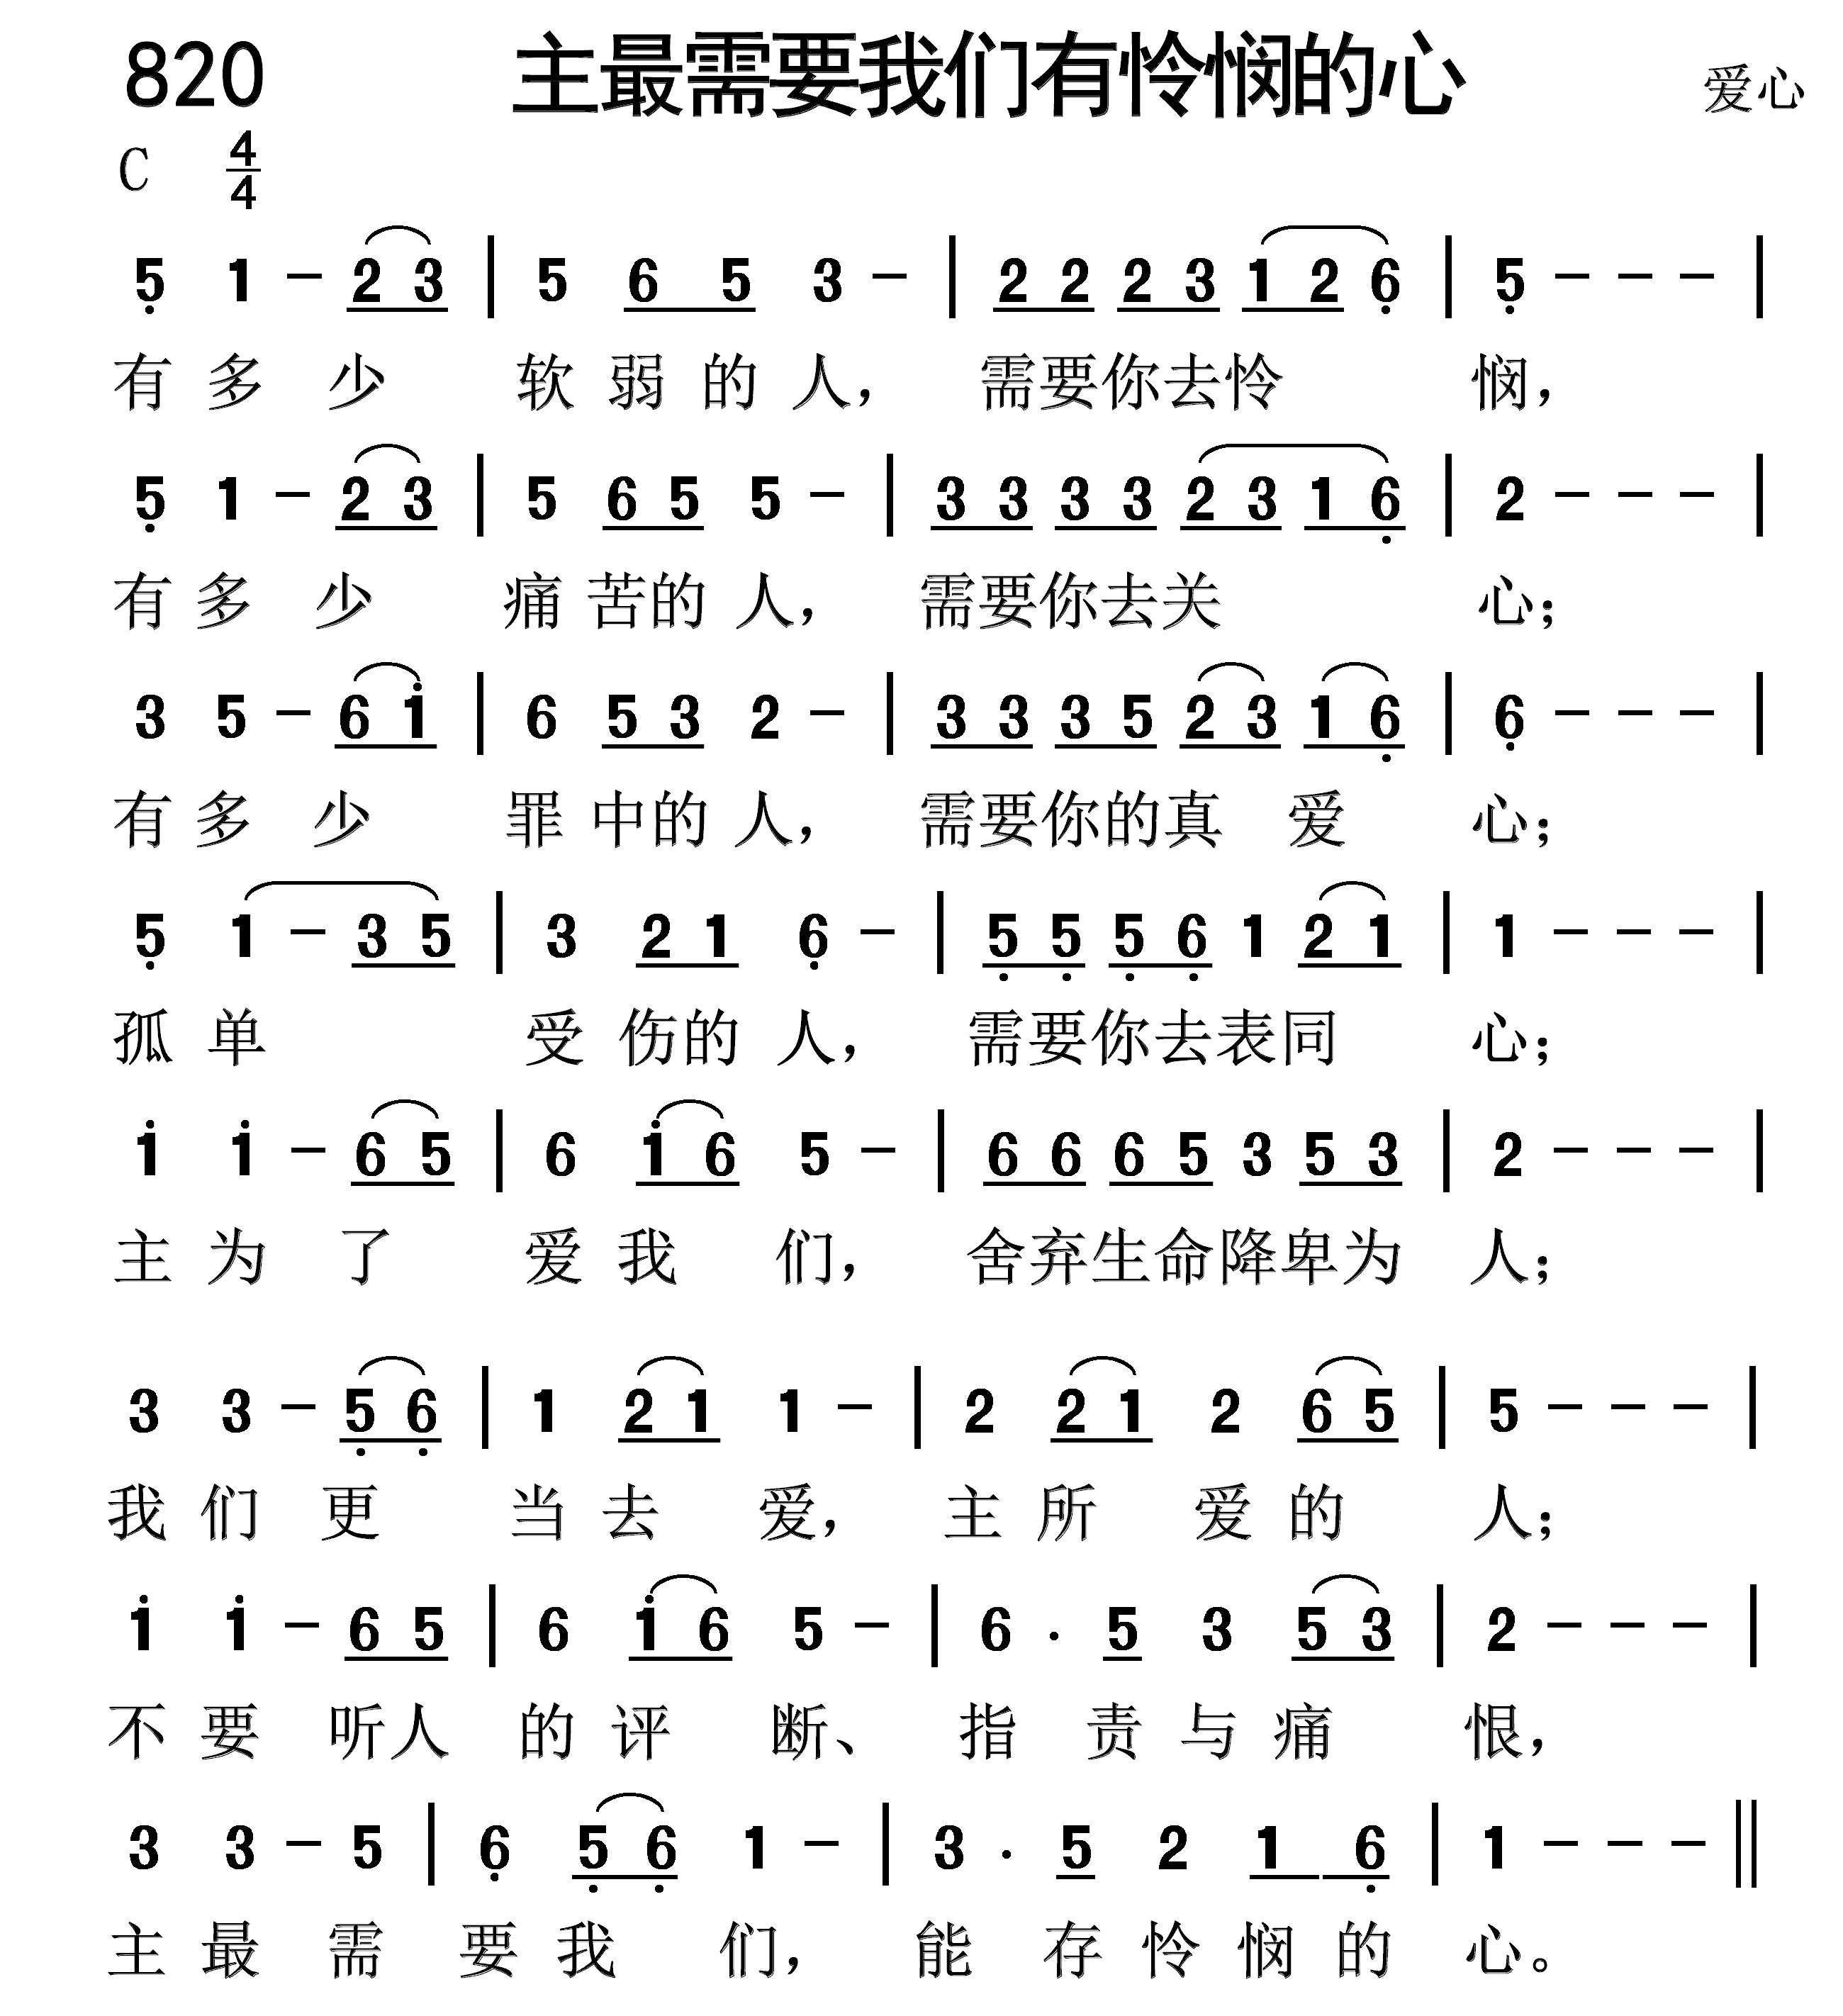 820 主最需要我们有怜悯的心 爱心
C 4/4
5̣ 1 - 2 3 | 5 6 5 3 - | 2 2 2 3 1 2 6̣ | 5̣ - - - |
有多少 软弱的人, 需要你去怜 悯,
5̣ 1 - 2 3 | 5 6 5 5 - | 3 3 3 3 2 3 1 6̣ | 2 - - - |
有多少 痛苦的人, 需要你去关 心;
3 5 - 6 1̇ | 6 5 3 2 - | 3 3 3 5 2 3 1 6̣ | 6̣ - - - |
有多少 罪中的人, 需要你的真爱 心;
5̣ 1 - 3 5 | 3 2 1 6̣ - | 5̣ 5̣ 5̣ 6̣ 1 2 1 | 1 - - - |
孤单 受伤的人, 需要你去表同 心;
1̇ 1̇ - 6 5 | 6 1̇ 6 5 - | 6 6 6 5 3 5 3 | 2 - - - |
主为了 爱我们, 舍弃生命降卑为 人;
3 3 - 5̣ 6̣ | 1 2 1 1 - | 2 2 1 2 6 5 | 5 - - - |
我们更 当去爱, 主所爱的 人;
1̇ 1̇ - 6 5 | 6 1̇ 6 5 - | 6 . 5 3 5 3 | 2 - - - |
不要听人 的评断、 指责与痛 恨,
3 3 - 5 | 6̣ 5̣ 6̣ 1 - | 3 . 5 2 1 6̣ | 1 - - - ‖
主最需 要我们, 能存怜悯的 心。